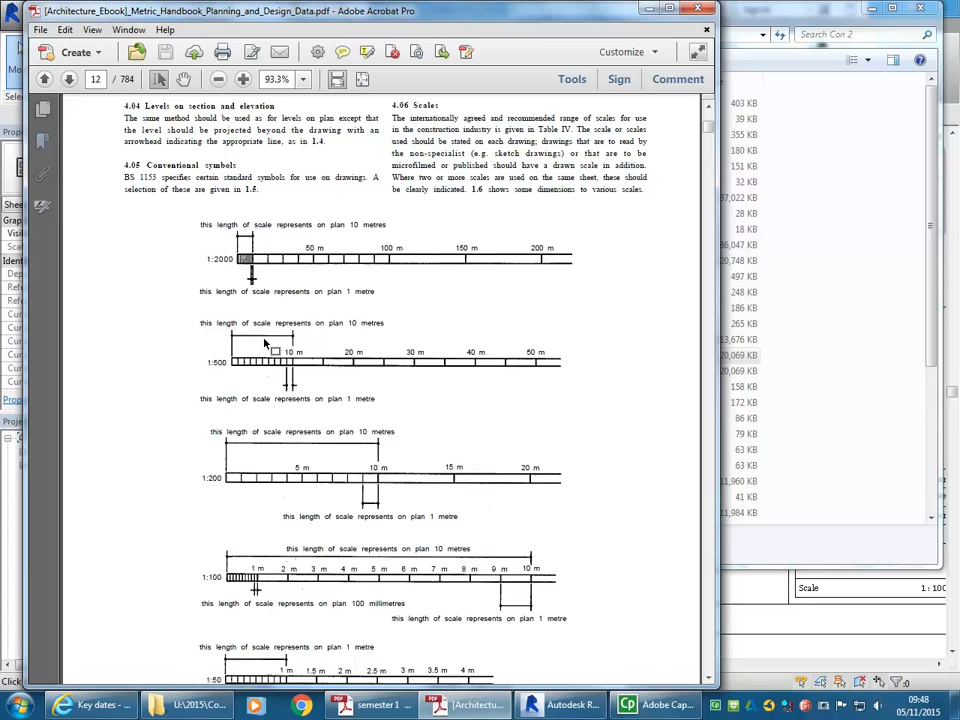 [Architecture_Ebook]_Metric_Handbook_Planning_and_Design_Data.pdf - Adobe Acrobat Pro
File Edit View Window Help
Create
Customize
12 / 784
93.3%
Tools Sign Comment
4.04 Levels on section and elevation
The same method should be used as for levels on plan except that
the level should be projected beyond the drawing with an
arrowhead indicating the appropriate line, as in 1.4.
4.05 Conventional symbols
BS 1153 specifies certain standard symbols for use on drawings. A
selection of these are given in 1.5.
4.06 Scales
The internationally agreed and recommended range of scales for use
in the construction industry is given in Table IV. The scale or scales
used should be stated on each drawing; drawings that are to read by
the non-specialist (e.g. sketch drawings) or that are to be
microfilmed or published should have a drawn scale in addition.
Where two or more scales are used on the same sheet, these should
be clearly indicated. 1.6 shows some dimensions to various scales.
this length of scale represents on plan 10 metres
50 m 100 m 150 m 200 m
1:2000
this length of scale represents on plan 1 metre
this length of scale represents on plan 10 metres
10 m 20 m 30 m 40 m 50 m
1:500
this length of scale represents on plan 1 metre
this length of scale represents on plan 10 metres
5 m 10 m 15 m 20 m
1:200
this length of scale represents on plan 1 metre
this length of scale represents on plan 10 metres
1 m 2 m 3 m 4 m 5 m 6 m 7 m 8 m 9 m 10 m
1:100
this length of scale represents on plan 100 millimetres
this length of scale represents on plan 1 metre
this length of scale represents on plan 1 metre
1 m 1.5 m 2 m 2.5 m 3 m 3.5 m 4 m
1:50
Search Con 2
403 KB
39 KB
355 KB
180 KB
151 KB
32 KB
37,022 KB
28 KB
18 KB
20,748 KB
497 KB
248 KB
186 KB
265 KB
13,676 KB
20,069 KB
20,069 KB
158 KB
172 KB
86 KB
79 KB
63 KB
63 KB
11,960 KB
41 KB
11,984 KB
Scale 1:100
:0
Key dates - ...
U:\2015\Co...
semester1 ...
[Architectu...
Autodesk R...
Adobe Cap...
09:48
05/11/2015